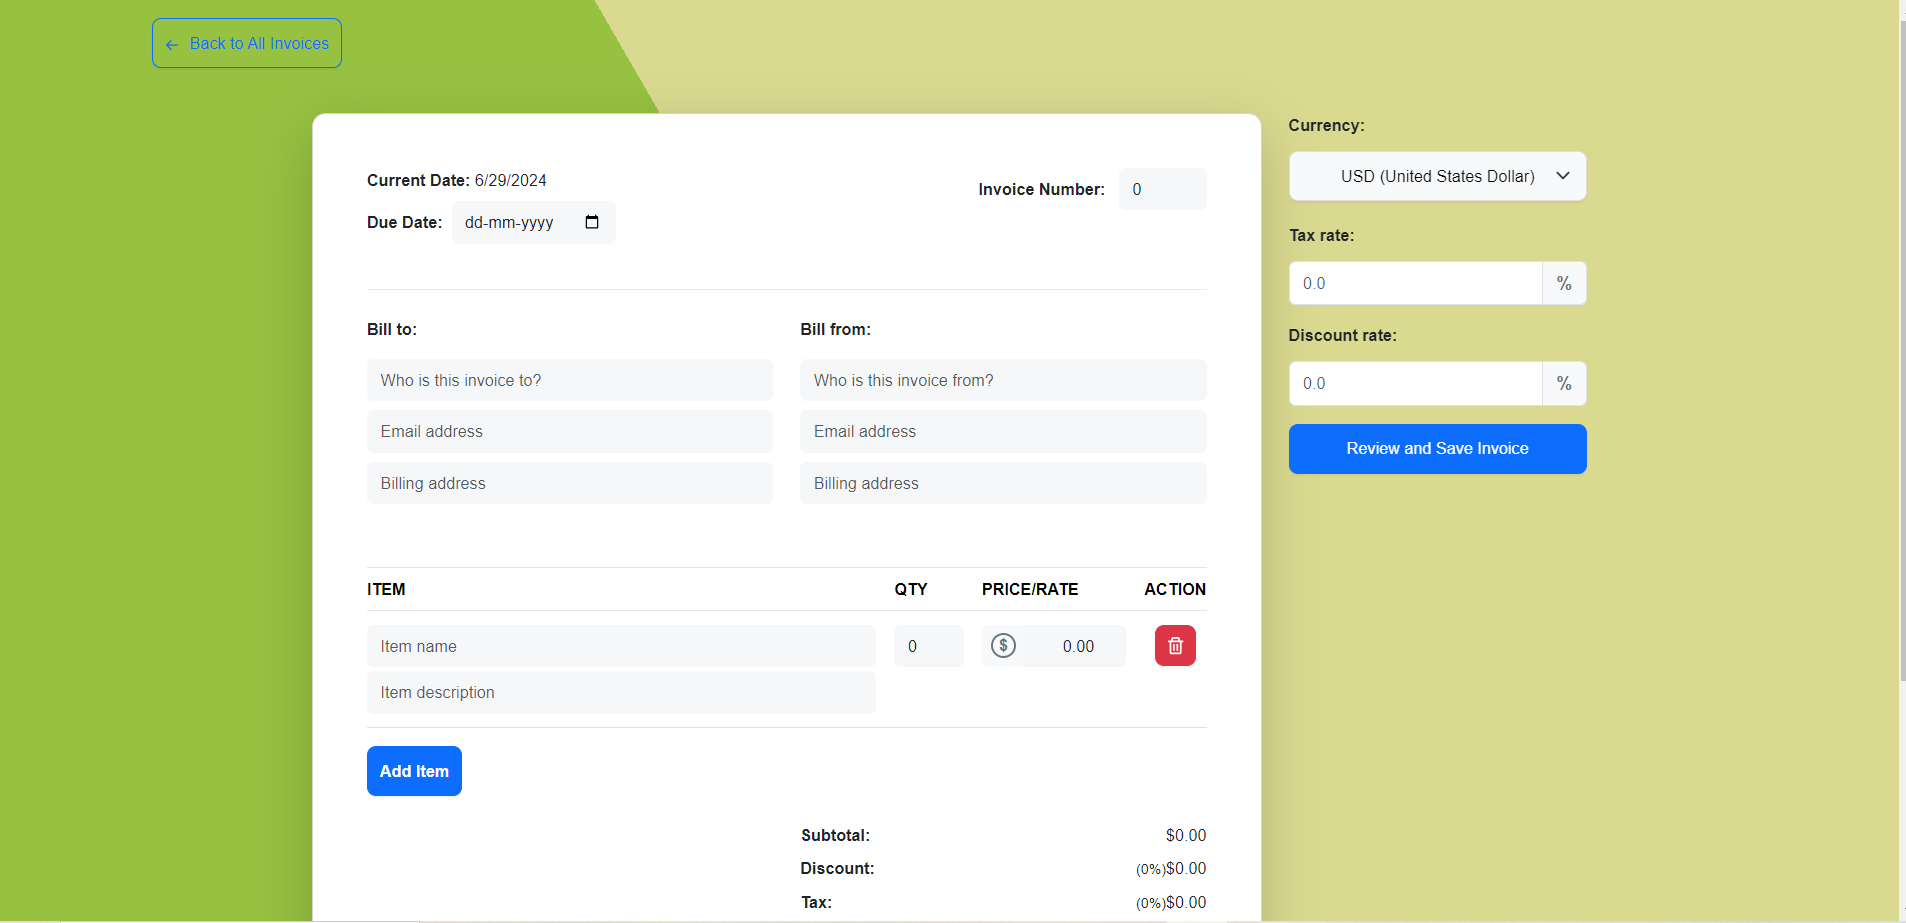 ← Back to All Invoices
Current Date: 6/29/2024
Invoice Number: 0
Due Date: dd-mm-yyyy
Bill to:
Who is this invoice to?
Email address
Billing address
Bill from:
Who is this invoice from?
Email address
Billing address
ITEM QTY PRICE/RATE ACTION
Item name 0 $ 0.00
Item description
Add Item
Subtotal: $0.00
Discount: (0%)$0.00
Tax: (0%)$0.00
Currency:
USD (United States Dollar)
Tax rate:
0.0 %
Discount rate:
0.0 %
Review and Save Invoice